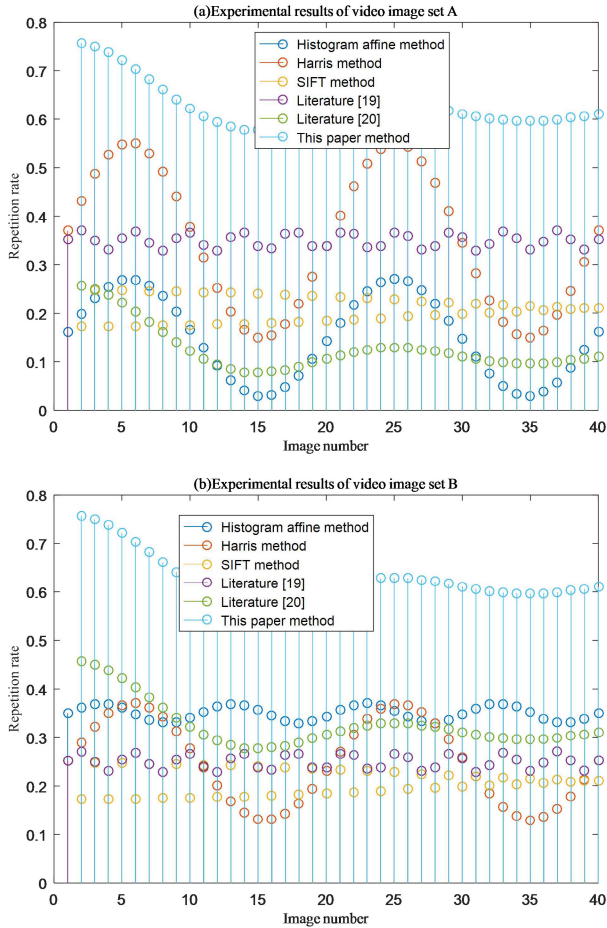 (a)Experimental results of video image set A
0.8
0.7
0.6
0.5
0.4
0.3
0.2
0.1
0
Repetition rate
Histogram affine method
Harris method
SIFT method
Literature [19]
Literature [20]
This paper method
0 5 10 15 20 25 30 35 40
Image number
(b)Experimental results of video image set B
0.8
0.7
0.6
0.5
0.4
0.3
0.2
0.1
0
Repetition rate
Histogram affine method
Harris method
SIFT method
Literature [19]
Literature [20]
This paper method
0 5 10 15 20 25 30 35 40
Image number